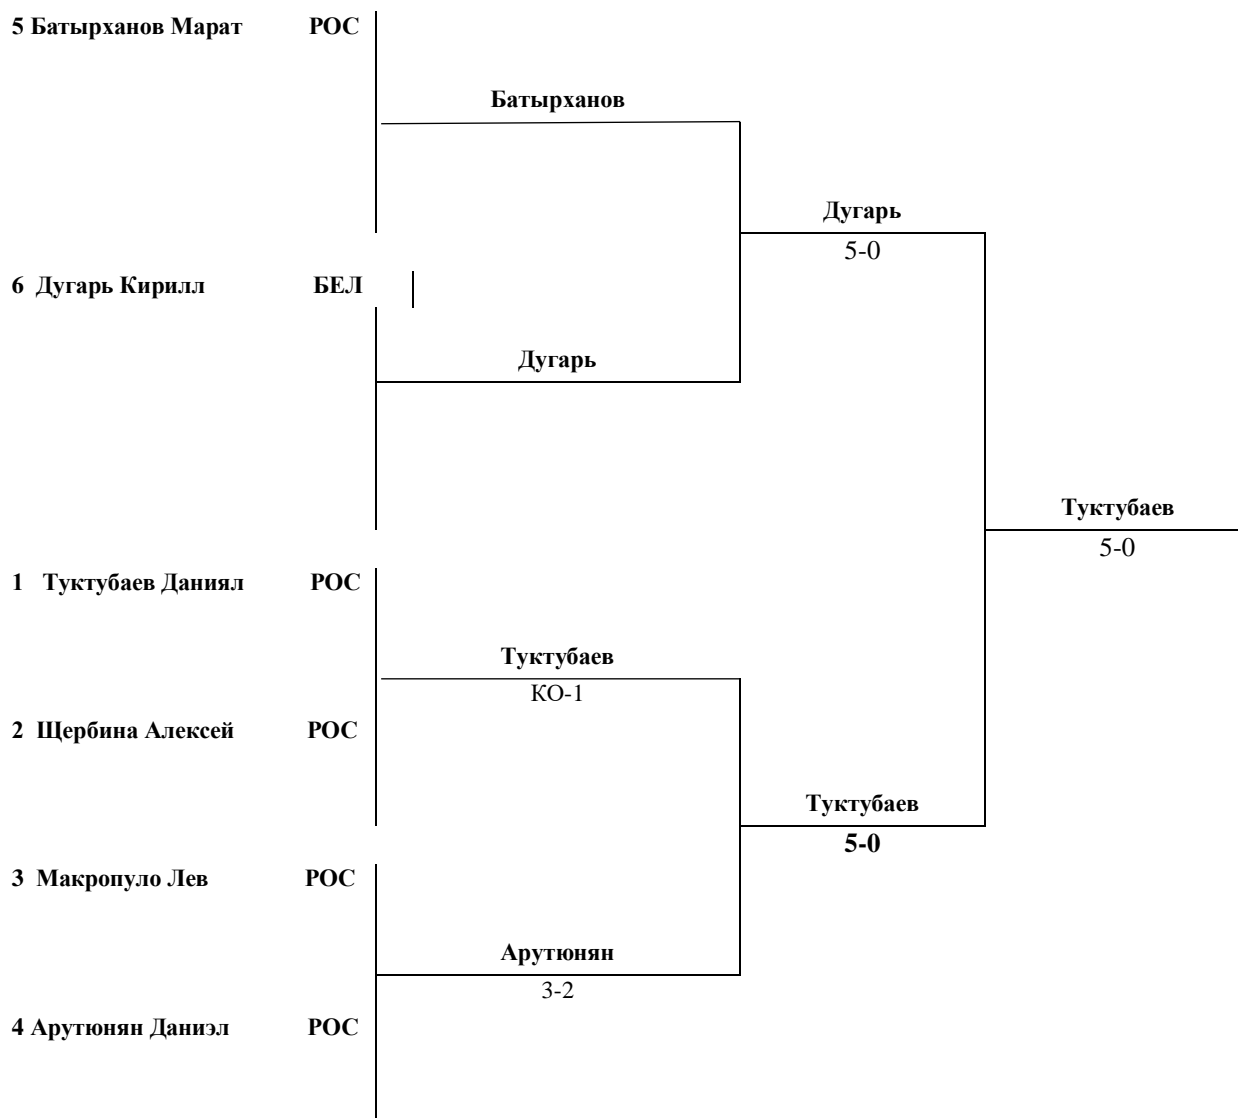 5 Батырханов Марат РОС
Батырханов
Дугарь
5-0
6 Дугарь Кирилл БЕЛ
Дугарь
Туктубаев
5-0
1 Туктубаев Даниял РОС
Туктубаев
КО-1
2 Щербина Алексей РОС
Туктубаев
5-0
3 Макропуло Лев РОС
Арутюнян
3-2
4 Арутюнян Даниэл РОС